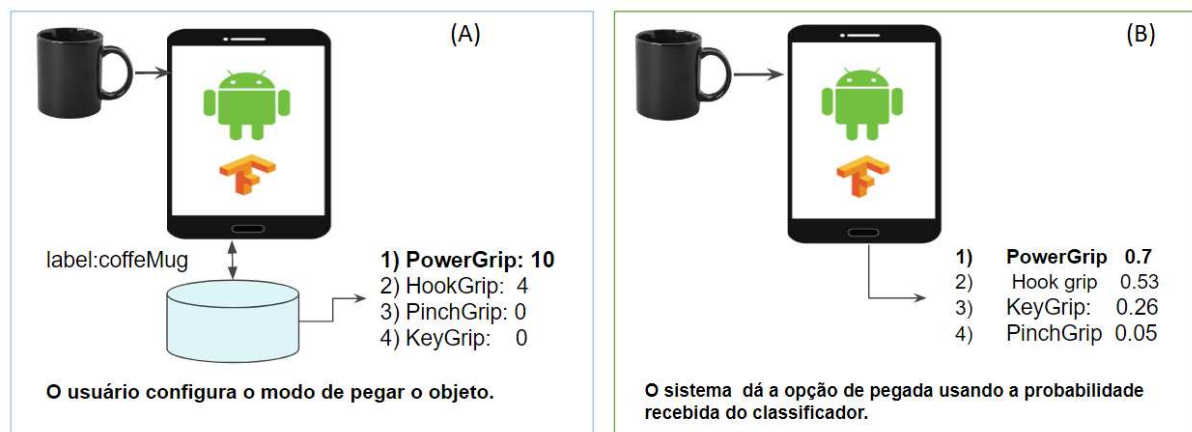 (A)
label:coffeMug
1) PowerGrip: 10
2) HookGrip: 4
3) PinchGrip: 0
4) KeyGrip: 0
O usuário configura o modo de pegar o objeto.
(B)
1) PowerGrip 0.7
2) Hook grip 0.53
3) KeyGrip: 0.26
4) PinchGrip 0.05
O sistema dá a opção de pegada usando a probabilidade
recebida do classificador.